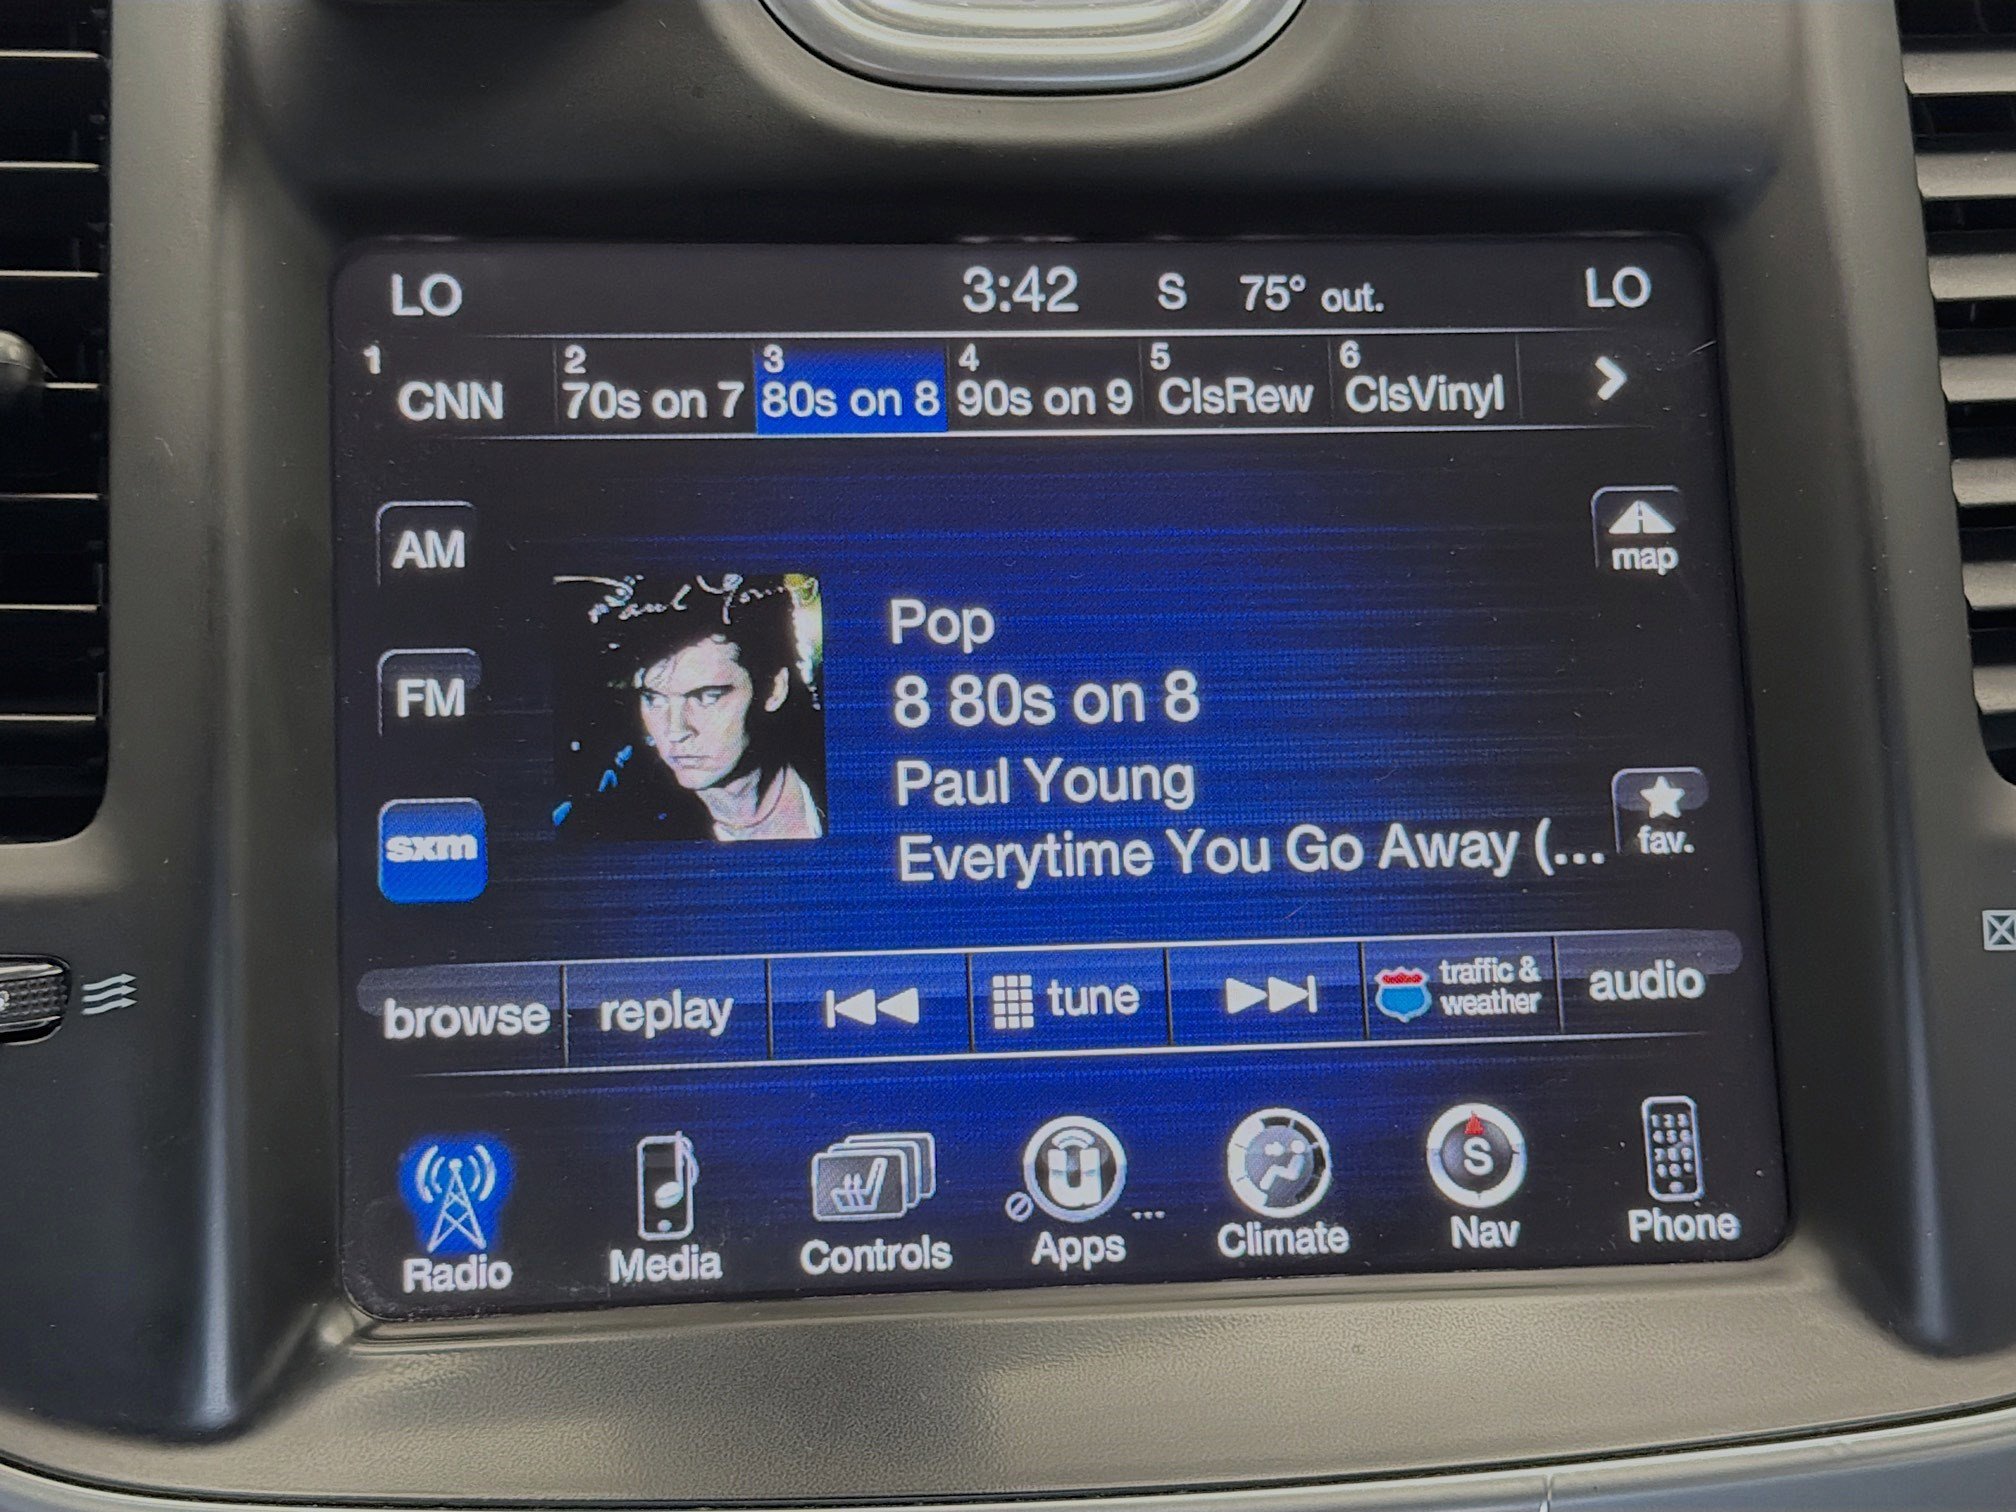 LO 3:42 S 75° out. LO
1 CNN 2 70s on 7 3 80s on 8 4 90s on 9 5 ClsRew 6 ClsVinyl
AM
map
Paul Young
Pop
FM
8 80s on 8
Paul Young
sxm
Everytime You Go Away (...
fav.
browse replay tune traffic &
weather audio
S
Radio Media Controls Apps ... Climate Nav Phone